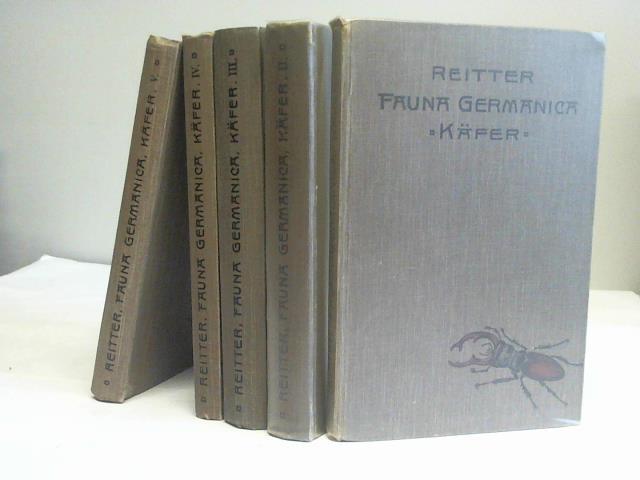 REITTER, FAUNA GERMANICA, KÄFER. V.
REITTER, FAUNA GERMANICA, KÄFER. IV.
REITTER, FAUNA GERMANICA, KÄFER. III.
REITTER, FAUNA GERMANICA, KÄFER. II.
REITTER
FAUNA GERMANICA
KÄFER